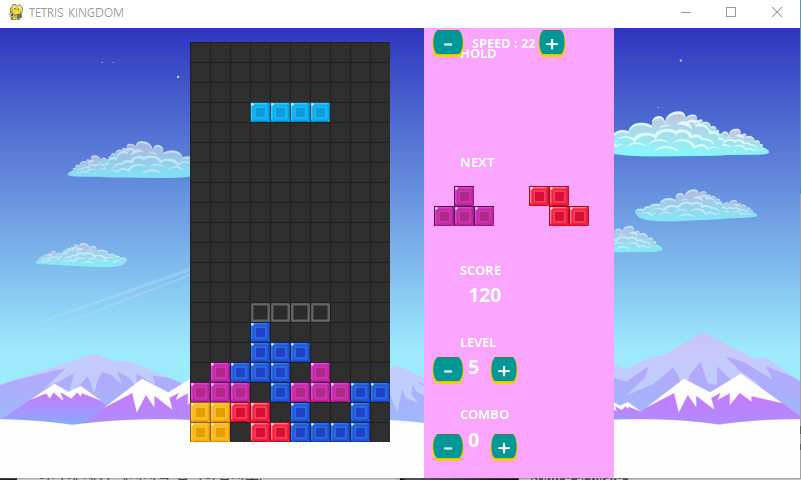 TETRIS KINGDOM
- SPEED : 22 +
HOLD
NEXT
SCORE
120
LEVEL
- 5 +
COMBO
- 0 +